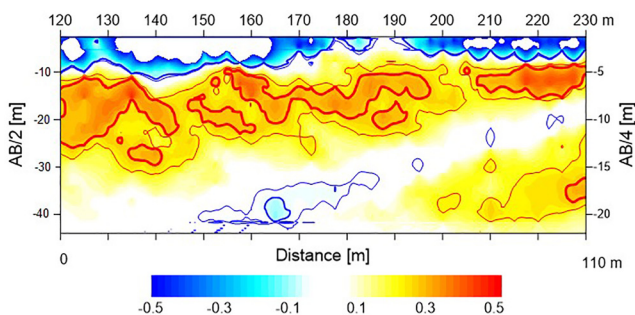 120 130 140 150 160 170 180 190 200 210 220 230 m
-10 -5
-20 -10
-30 -15
-40 -20
AB/2 [m]
AB/4 [m]
0 Distance [m] 110 m
-0.5 -0.3 -0.1 0.1 0.3 0.5